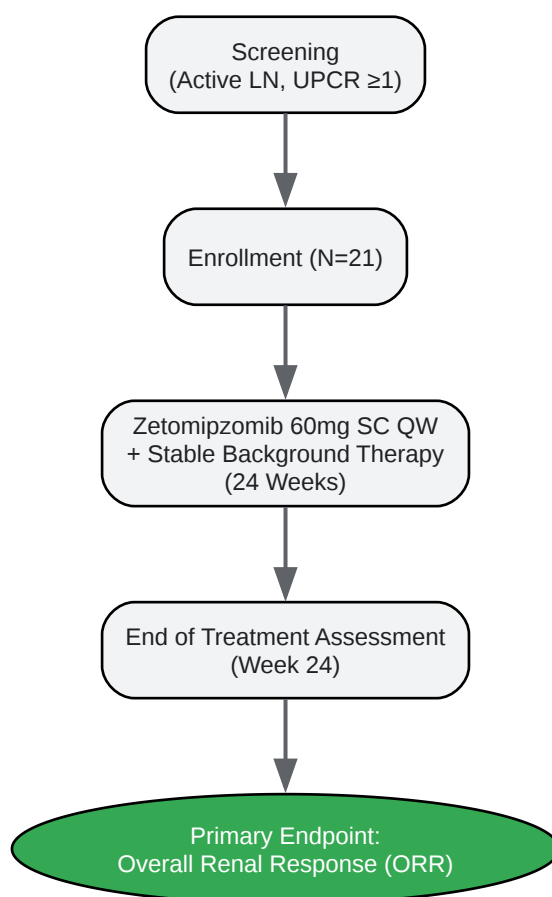 Screening
(Active LN, UPCR ≥1)
Enrollment (N=21)
Zetomipzomib 60mg SC QW
+ Stable Background Therapy
(24 Weeks)
End of Treatment Assessment
(Week 24)
Primary Endpoint:
Overall Renal Response (ORR)